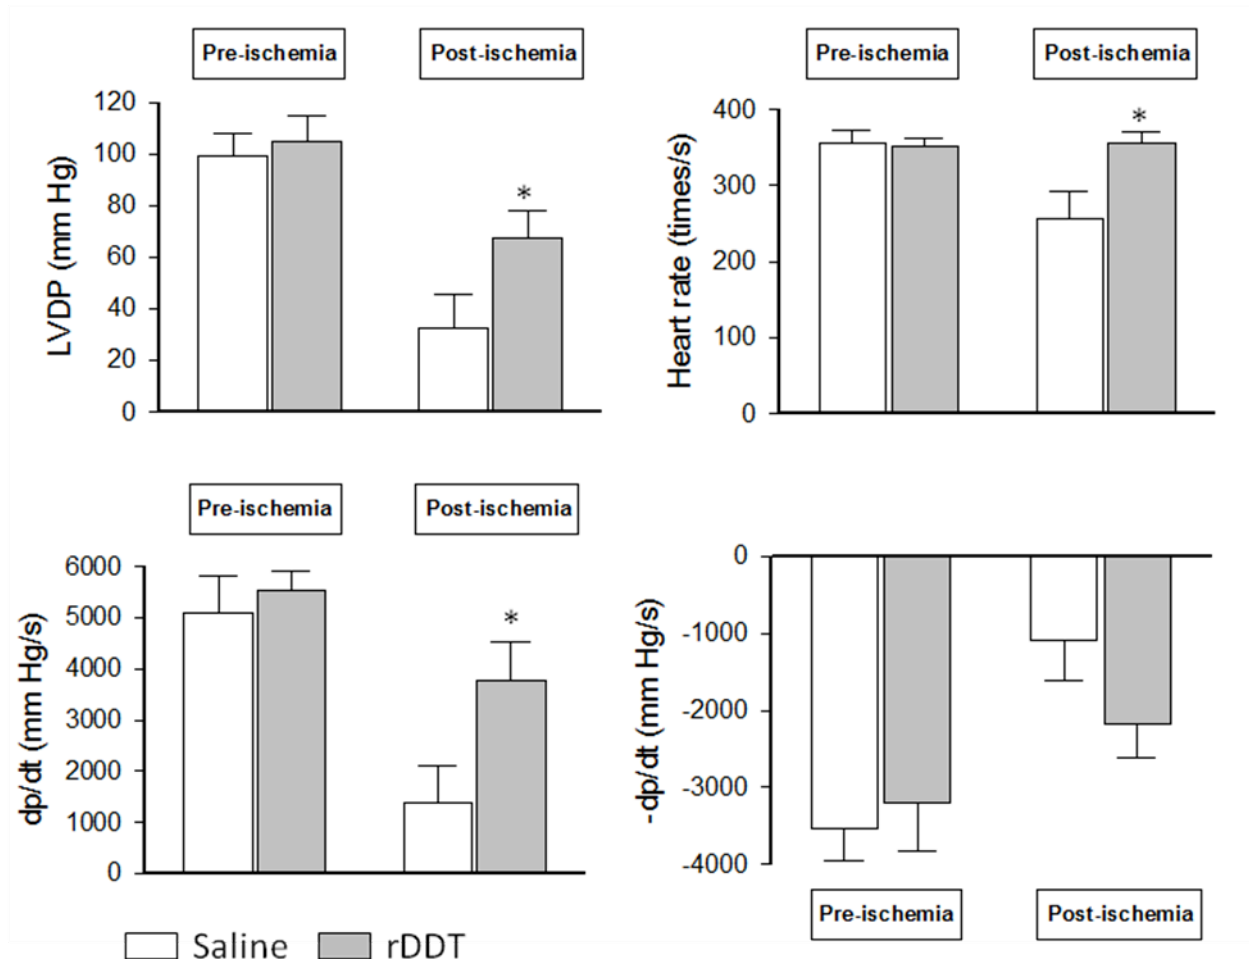 Pre-ischemia
Post-ischemia
LVDP (mm Hg)
120
100
80
60
40
20
0
*
Pre-ischemia
Post-ischemia
Heart rate (times/s)
400
300
200
100
0
*
Pre-ischemia
Post-ischemia
dp/dt (mm Hg/s)
6000
5000
4000
3000
2000
1000
0
*
-dp/dt (mm Hg/s)
0
-1000
-2000
-3000
-4000
Pre-ischemia
Post-ischemia
Saline
rDDT